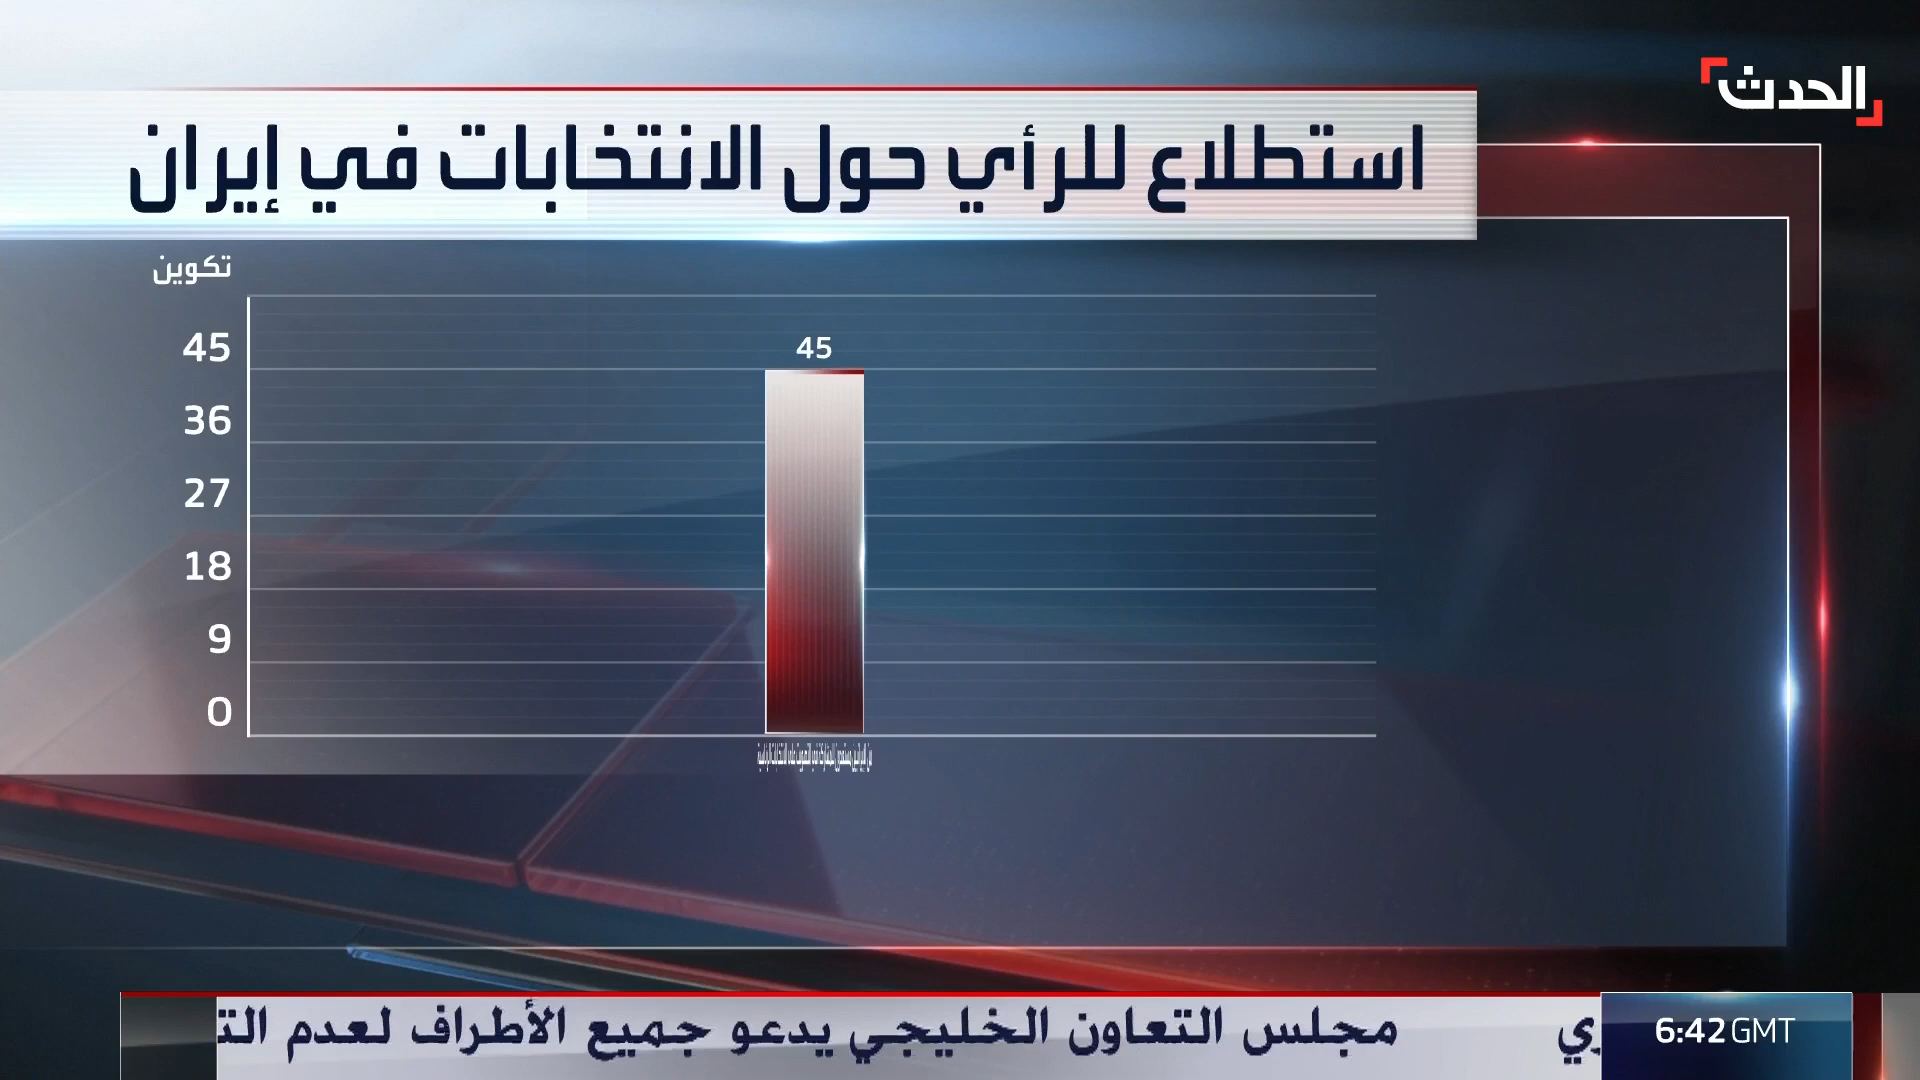 الحدث
استطلاع للرأي حول الانتخابات في إيران
تكوين
45
45
36
27
18
9
0
ري
مجلس التعاون الخليجي يدعو جميع الأطراف لعدم
6:42 GMT